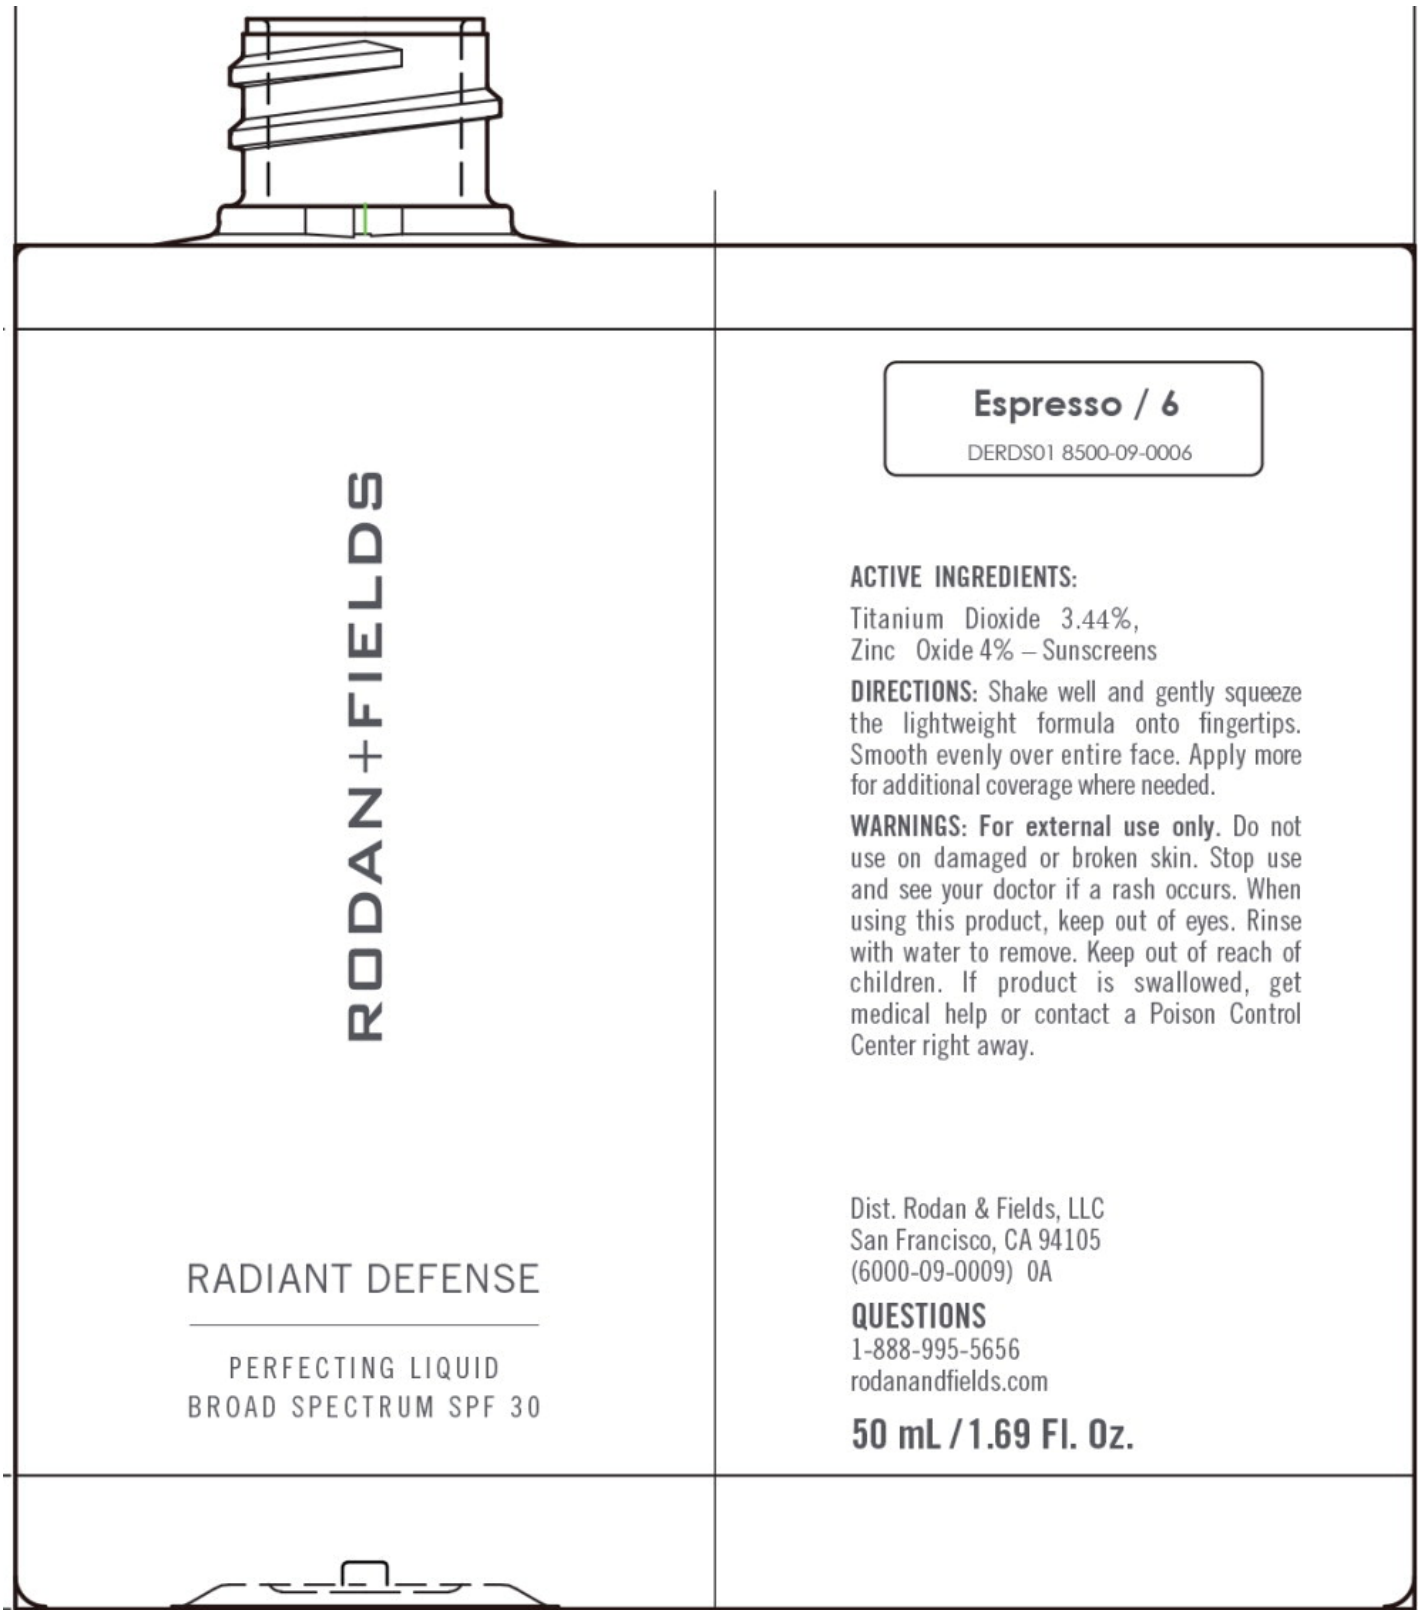 RODAN+FIELDS
RADIANT DEFENSE
PERFECTING LIQUID
BROAD SPECTRUM SPF 30
Espresso / 6
DERDS01 8500-09-0006
ACTIVE INGREDIENTS:
Titanium Dioxide 3.44%,
Zinc Oxide 4% – Sunscreens
DIRECTIONS: Shake well and gently squeeze
the lightweight formula onto fingertips.
Smooth evenly over entire face. Apply more
for additional coverage where needed.
WARNINGS: For external use only. Do not
use on damaged or broken skin. Stop use
and see your doctor if a rash occurs. When
using this product, keep out of eyes. Rinse
with water to remove. Keep out of reach of
children. If product is swallowed, get
medical help or contact a Poison Control
Center right away.
Dist. Rodan & Fields, LLC
San Francisco, CA 94105
(6000-09-0009) 0A
QUESTIONS
1-888-995-5656
rodanandfields.com
50 mL / 1.69 Fl. Oz.